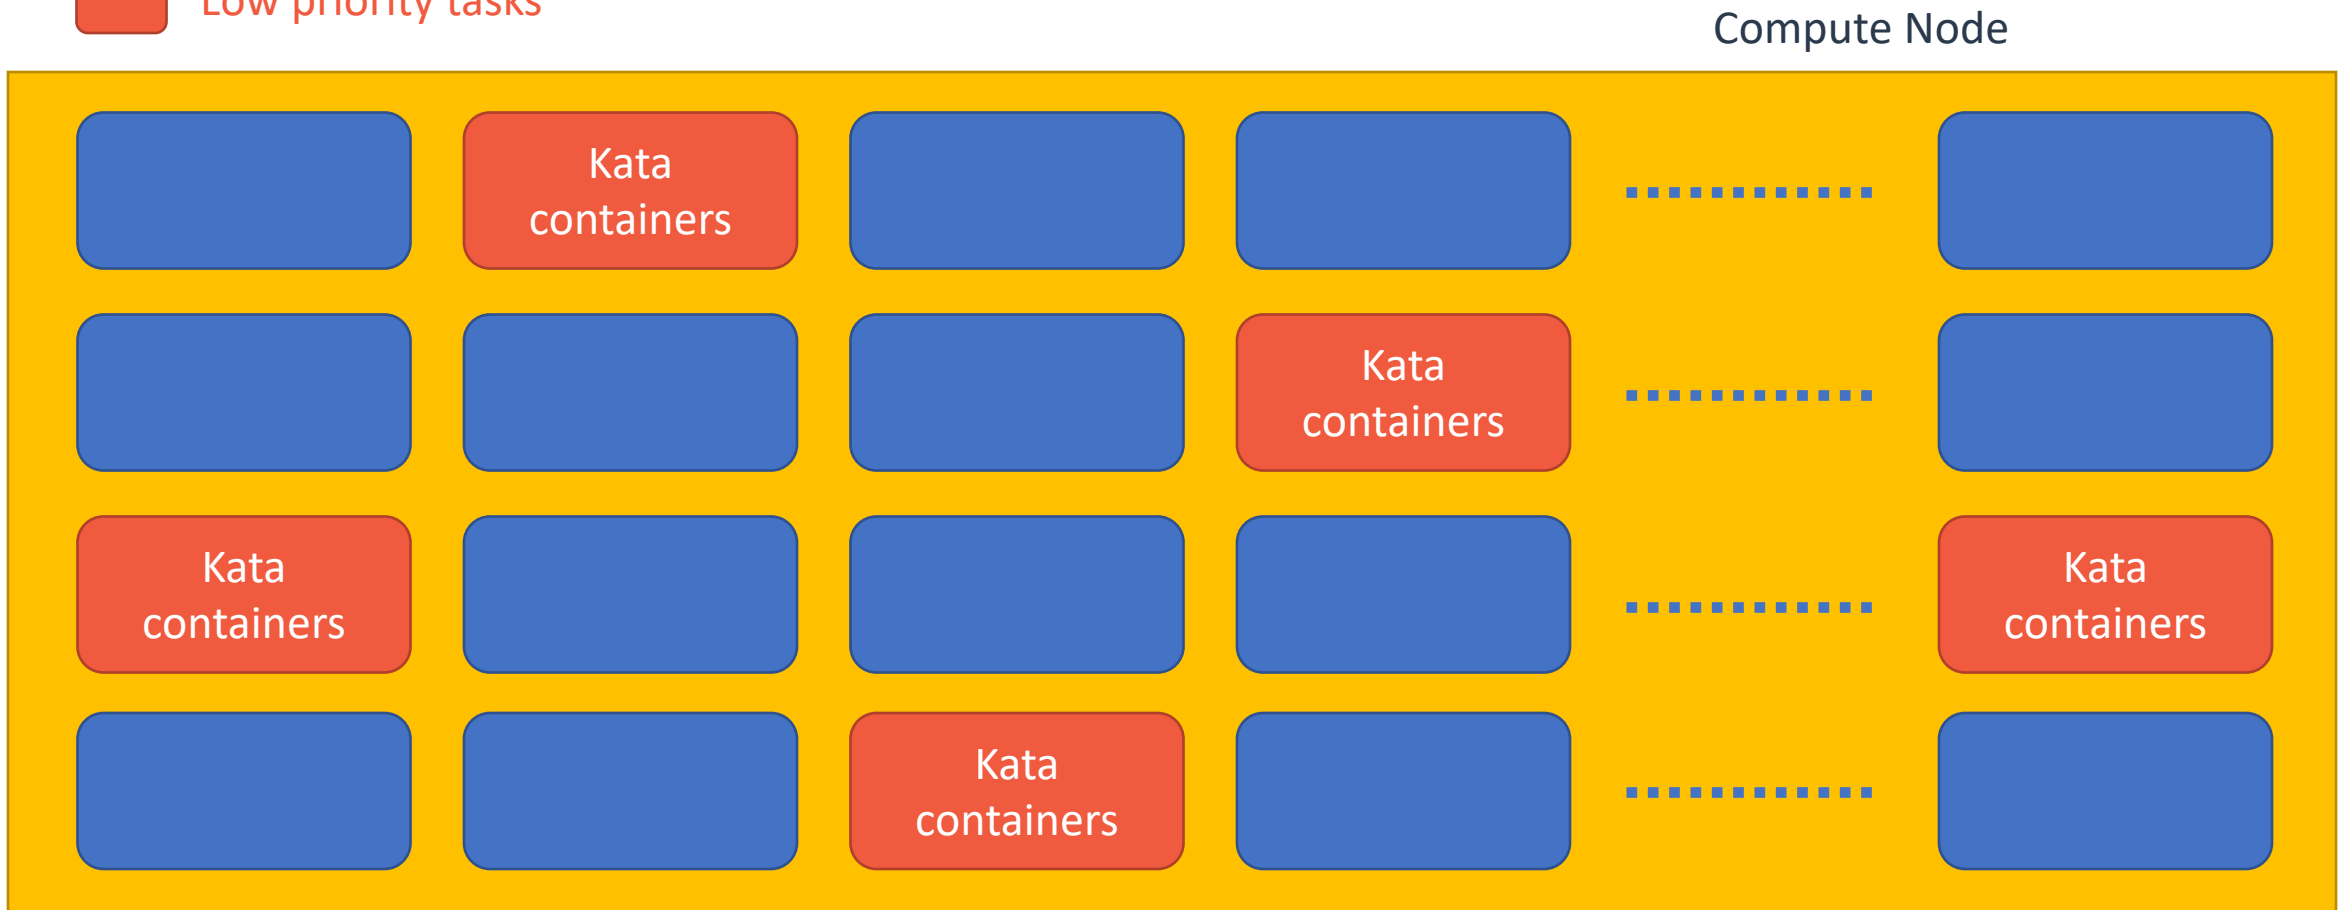 Low priority tasks
Compute Node
Kata
containers
Kata
containers
Kata
containers
Kata
containers
Kata
containers